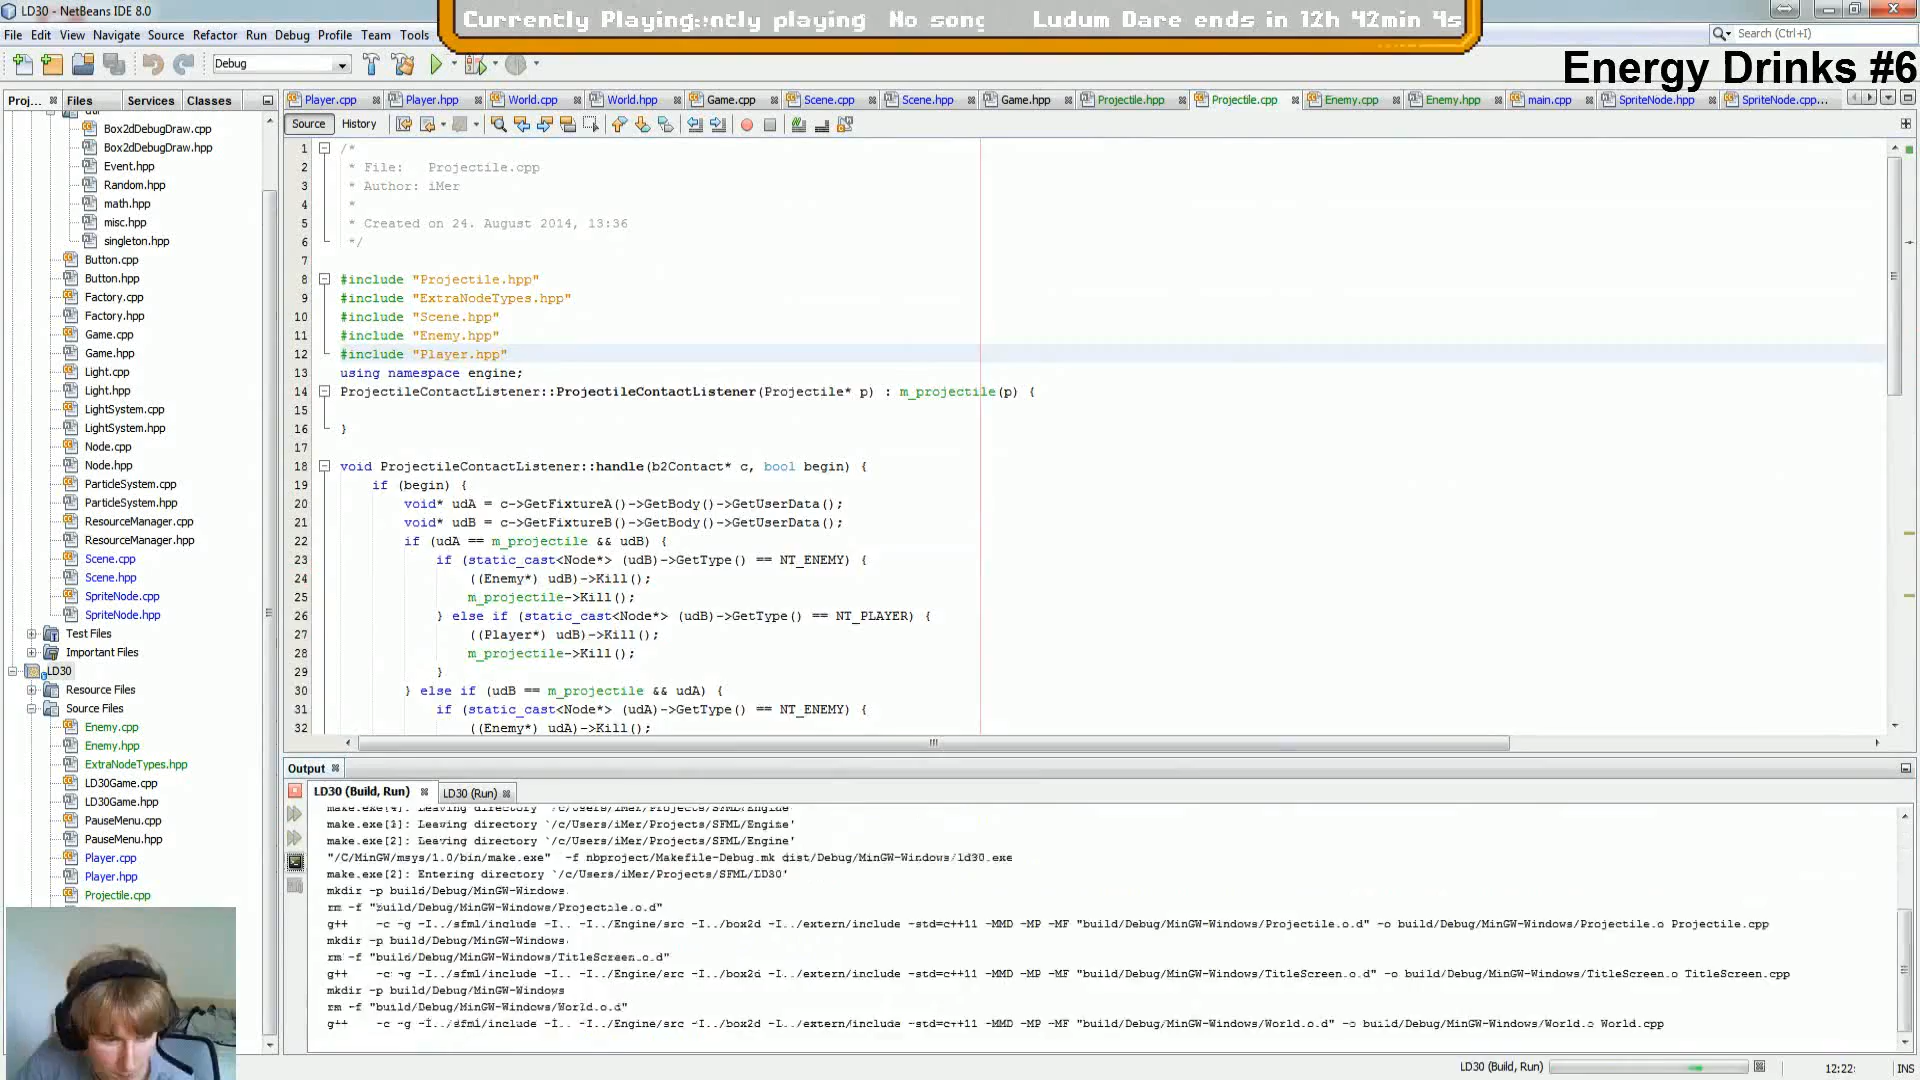 LD30 - NetBeans IDE 8.0
Currently Playing: No song Ludum Dare ends in 12h 42min 4s
File Edit View Navigate Source Refactor Run Debug Profile Team Tools
Search (Ctrl+I)
Debug
Energy Drinks #6
Proj... Files Services Classes
Player.cpp Player.hpp World.cpp World.hpp Game.cpp Scene.cpp Scene.hpp Game.hpp Projectile.hpp Projectile.cpp Enemy.cpp Enemy.hpp main.cpp SpriteNode.hpp SpriteNode.cpp...
Source History
Box2dDebugDraw.cpp
Box2dDebugDraw.hpp
Event.hpp
Random.hpp
math.hpp
misc.hpp
singleton.hpp
Button.cpp
Button.hpp
Factory.cpp
Factory.hpp
Game.cpp
Game.hpp
Light.cpp
Light.hpp
LightSystem.cpp
LightSystem.hpp
Node.cpp
Node.hpp
ParticleSystem.cpp
ParticleSystem.hpp
ResourceManager.cpp
ResourceManager.hpp
Scene.cpp
Scene.hpp
SpriteNode.cpp
SpriteNode.hpp
Test Files
Important Files
LD30
Resource Files
Source Files
Enemy.cpp
Enemy.hpp
ExtraNodeTypes.hpp
LD30Game.cpp
LD30Game.hpp
PauseMenu.cpp
PauseMenu.hpp
Player.cpp
Player.hpp
Projectile.cpp
1 /*
2 * File: Projectile.cpp
3 * Author: iMer
4 *
5 * Created on 24. August 2014, 13:36
6 */
7
8 #include "Projectile.hpp"
9 #include "ExtraNodeTypes.hpp"
10 #include "Scene.hpp"
11 #include "Enemy.hpp"
12 #include "Player.hpp"
13 using namespace engine;
14 ProjectileContactListener::ProjectileContactListener(Projectile* p) : m_projectile(p) {
15
16 }
17
18 void ProjectileContactListener::handle(b2Contact* c, bool begin) {
19 if (begin) {
20 void* udA = c->GetFixtureA()->GetBody()->GetUserData();
21 void* udB = c->GetFixtureB()->GetBody()->GetUserData();
22 if (udA == m_projectile && udB) {
23 if (static_cast<Node*> (udB)->GetType() == NT_ENEMY) {
24 ((Enemy*) udB)->Kill();
25 m_projectile->Kill();
26 } else if (static_cast<Node*> (udB)->GetType() == NT_PLAYER) {
27 ((Player*) udB)->Kill();
28 m_projectile->Kill();
29 }
30 } else if (udB == m_projectile && udA) {
31 if (static_cast<Node*> (udA)->GetType() == NT_ENEMY) {
32 ((Enemy*) udA)->Kill();
Output
LD30 (Build, Run) LD30 (Run)
make.exe[4]: Leaving directory `/c/Users/iMer/Projects/SFML/Engine'
make.exe[3]: Leaving directory `/c/Users/iMer/Projects/SFML/Engine'
make.exe[2]: Leaving directory `/c/Users/iMer/Projects/SFML/Engine'
"/C/MinGW/msys/1.0/bin/make.exe" -f nbproject/Makefile-Debug.mk dist/Debug/MinGW-Windows/ld30.exe
make.exe[2]: Entering directory `/c/Users/iMer/Projects/SFML/LD30'
mkdir -p build/Debug/MinGW-Windows
rm -f "build/Debug/MinGW-Windows/Projectile.o.d"
g++ -c -g -I../sfml/include -I../Engine/src -I../box2d -I../extern/include -std=c++11 -MMD -MP -MF "build/Debug/MinGW-Windows/Projectile.o.d" -o build/Debug/MinGW-Windows/Projectile.o Projectile.cpp
mkdir -p build/Debug/MinGW-Windows
rm -f "build/Debug/MinGW-Windows/TitleScreen.o.d"
g++ -c -g -I../sfml/include -I../Engine/src -I../box2d -I../extern/include -std=c++11 -MMD -MP -MF "build/Debug/MinGW-Windows/TitleScreen.o.d" -o build/Debug/MinGW-Windows/TitleScreen.o TitleScreen.cpp
mkdir -p build/Debug/MinGW-Windows
rm -f "build/Debug/MinGW-Windows/World.o.d"
g++ -c -g -I../sfml/include -I../Engine/src -I../box2d -I../extern/include -std=c++11 -MMD -MP -MF "build/Debug/MinGW-Windows/World.o.d" -o build/Debug/MinGW-Windows/World.o World.cpp
LD30 (Build, Run)
12:22
INS